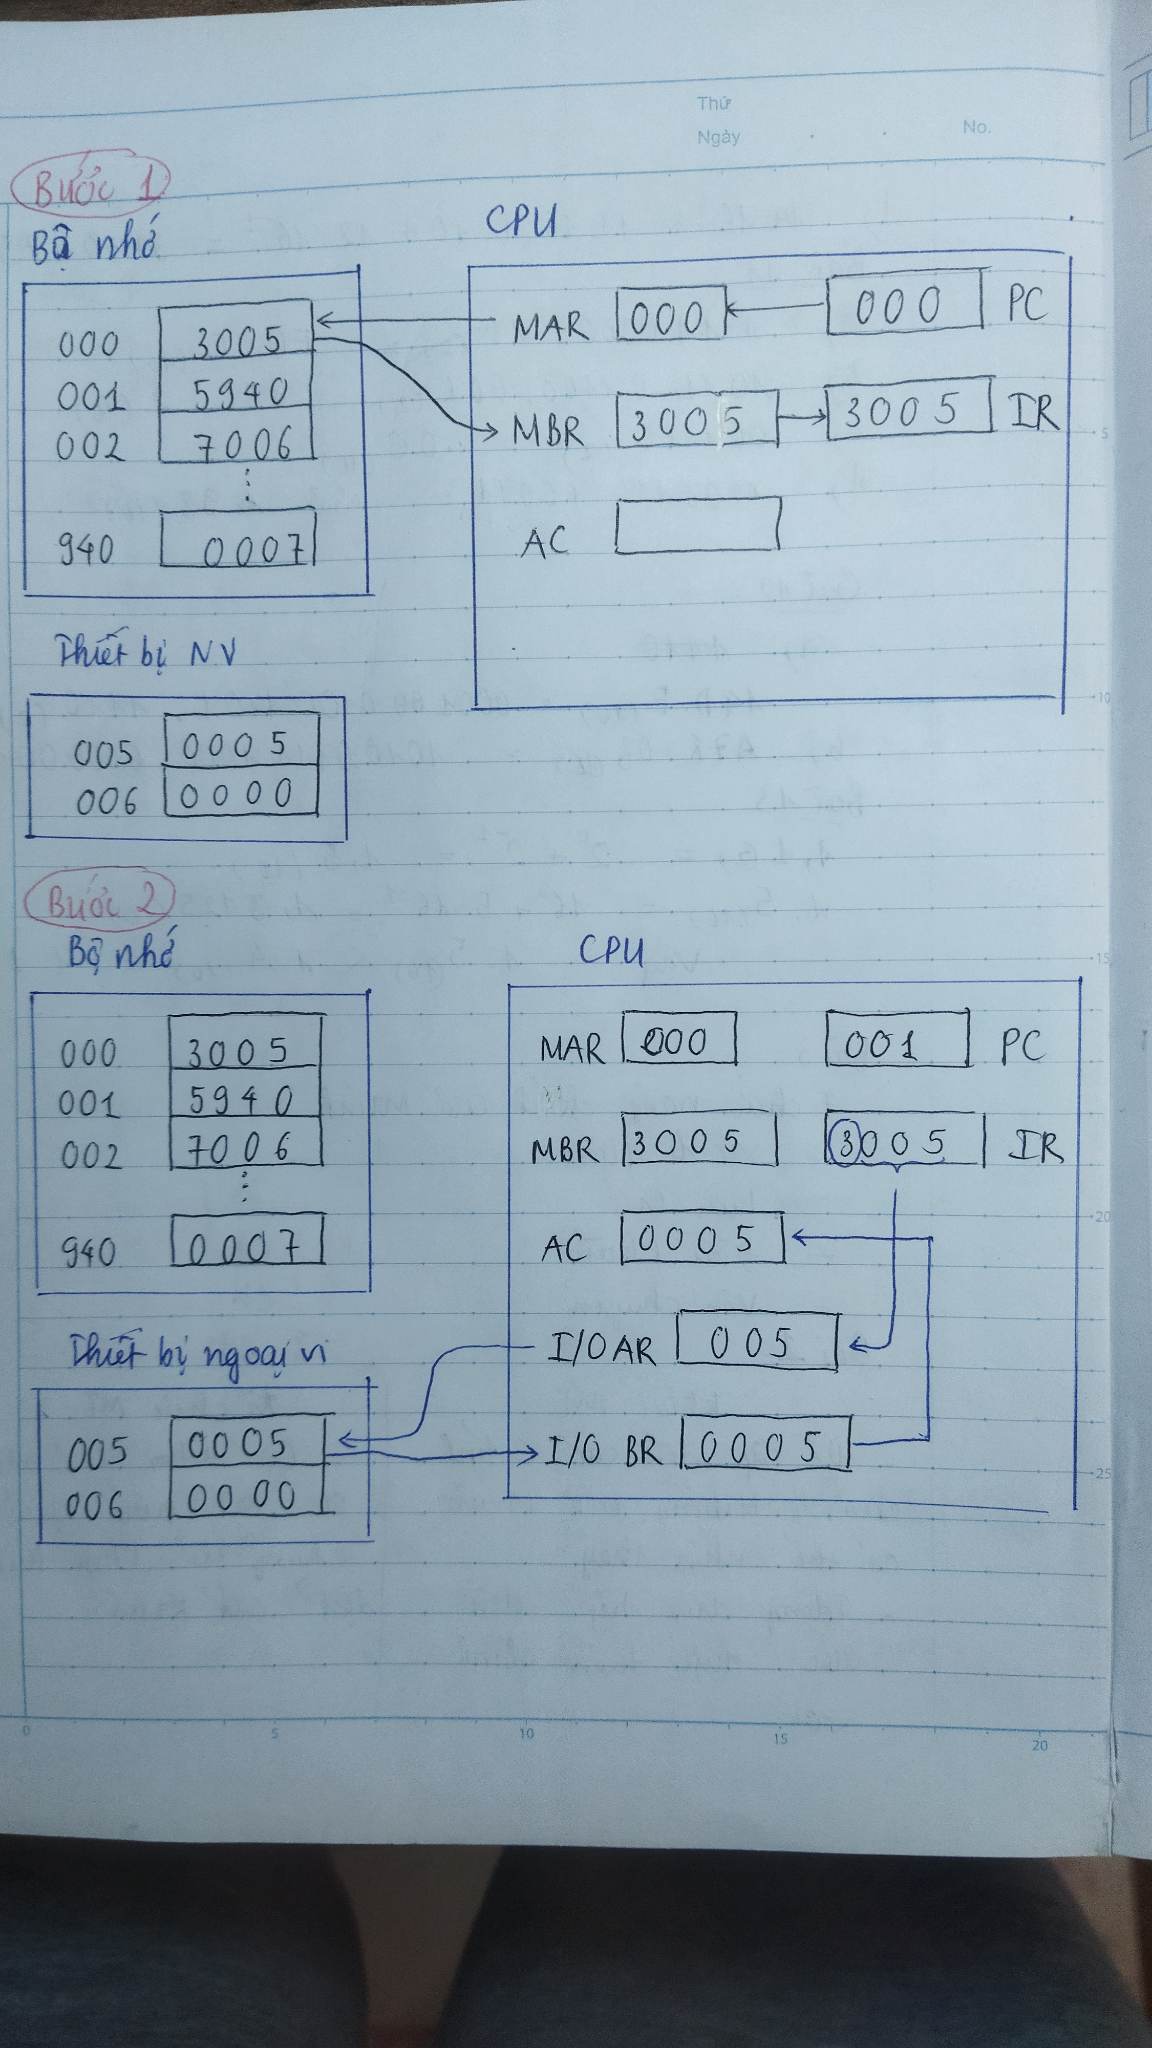 Thứ
Ngày
No.
Bước 1
Bộ nhớ CPU
000 3005 MAR 000 000 PC
001 5940
002 7006 MBR 3005 3005 IR
940 0007 AC
Thiết bị NV
005 0005
006 0000
Bước 2
Bộ nhớ CPU
000 3005 MAR 000 001 PC
001 5940
002 7006 MBR 3005 3005 IR
940 0007 AC 0005
Thiết bị ngoại vi I/O AR 005
005 0005 I/O BR 0005
006 0000
5
10
15
20
25
0 5 10 15 20